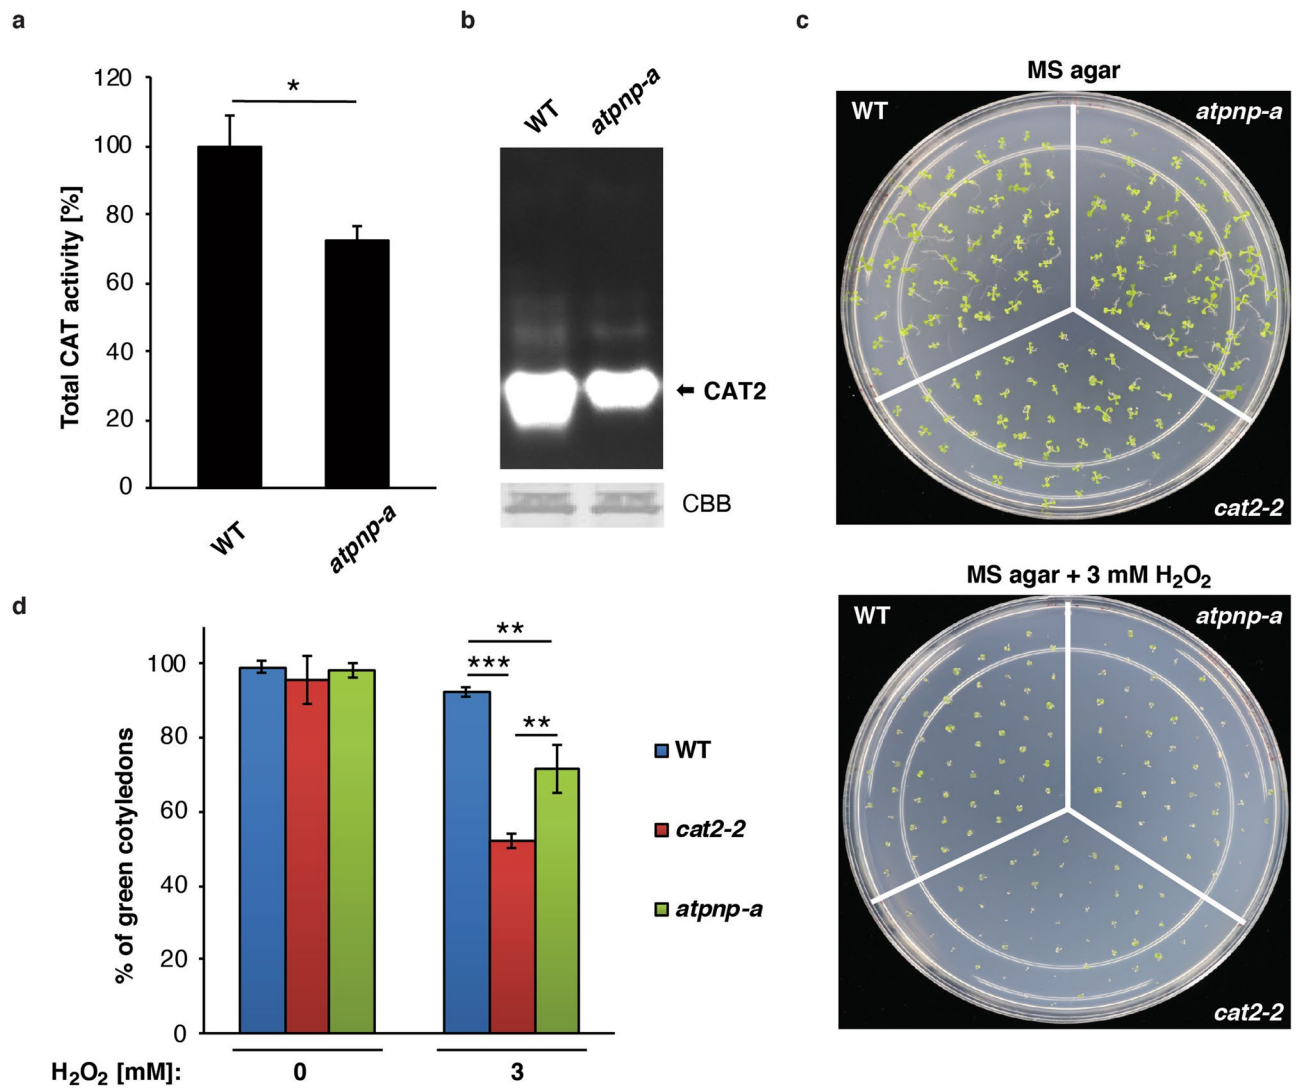 a
120
100
80
60
40
20
0
Total CAT activity [%]
*
WT
atpnp-a
b
WT
atpnp-a
CAT2
CBB
c
MS agar
WT
atpnp-a
cat2-2
MS agar + 3 mM H₂O₂
WT
atpnp-a
cat2-2
d
100
80
60
40
20
0
% of green cotyledons
**
***
**
WT
cat2-2
atpnp-a
H₂O₂ [mM]:
0
3